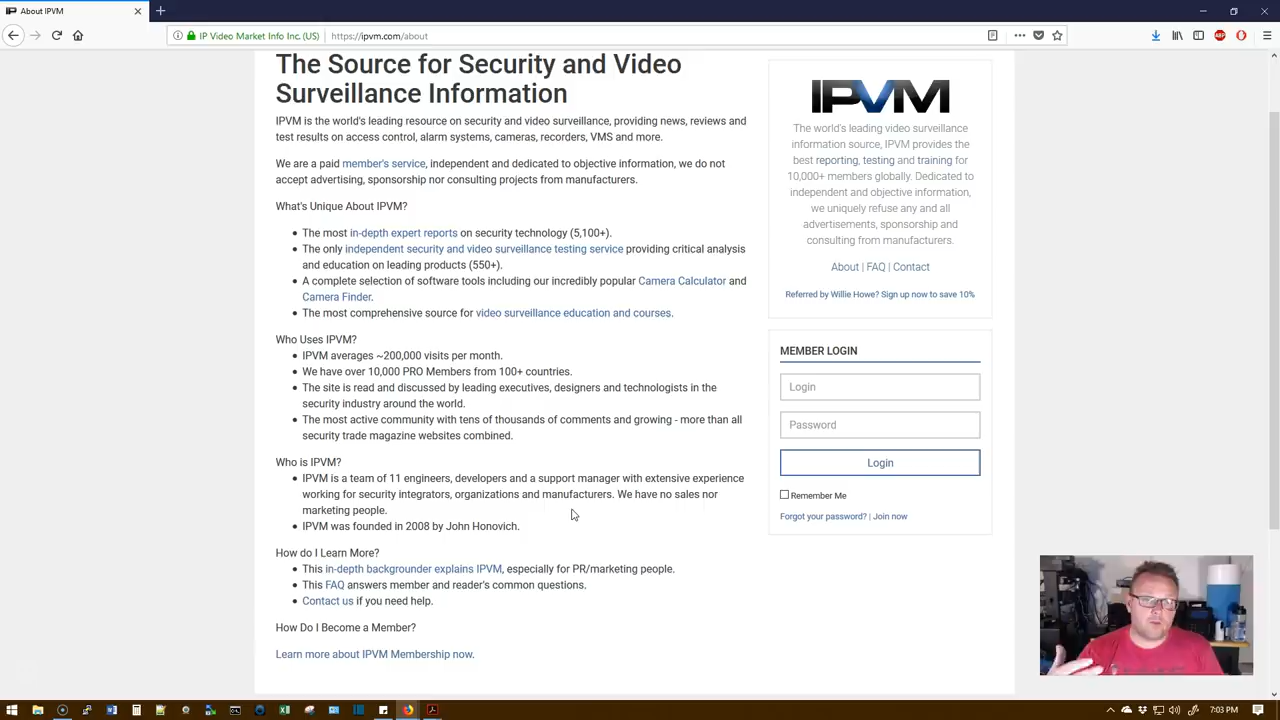 About IPVM
IP Video Market Info Inc. (US)
https://ipvm.com/about
The Source for Security and Video
Surveillance Information
IPVM is the world's leading resource on security and video surveillance, providing news, reviews and
test results on access control, alarm systems, cameras, recorders, VMS and more.
We are a paid member's service, independent and dedicated to objective information, we do not
accept advertising, sponsorship nor consulting projects from manufacturers.
What's Unique About IPVM?
The most in-depth expert reports on security technology (5,100+).
The only independent security and video surveillance testing service providing critical analysis
and education on leading products (550+).
A complete selection of software tools including our incredibly popular Camera Calculator and
Camera Finder.
The most comprehensive source for video surveillance education and courses.
Who Uses IPVM?
IPVM averages ~200,000 visits per month.
We have over 10,000 PRO Members from 100+ countries.
The site is read and discussed by leading executives, designers and technologists in the
security industry around the world.
The most active community with tens of thousands of comments and growing - more than all
security trade magazine websites combined.
Who is IPVM?
IPVM is a team of 11 engineers, developers and a support manager with extensive experience
working for security integrators, organizations and manufacturers. We have no sales nor
marketing people.
IPVM was founded in 2008 by John Honovich.
How do I Learn More?
This in-depth backgrounder explains IPVM, especially for PR/marketing people.
This FAQ answers member and reader's common questions.
Contact us if you need help.
How Do I Become a Member?
Learn more about IPVM Membership now.
IPVM
The world's leading video surveillance
information source, IPVM provides the
best reporting, testing and training for
10,000+ members globally. Dedicated to
independent and objective information,
we uniquely refuse any and all
advertisements, sponsorship and
consulting from manufacturers.
About | FAQ | Contact
Referred by Willie Howe? Sign up now to save 10%
MEMBER LOGIN
Login
Password
Login
Remember Me
Forgot your password? | Join now
7:03 PM